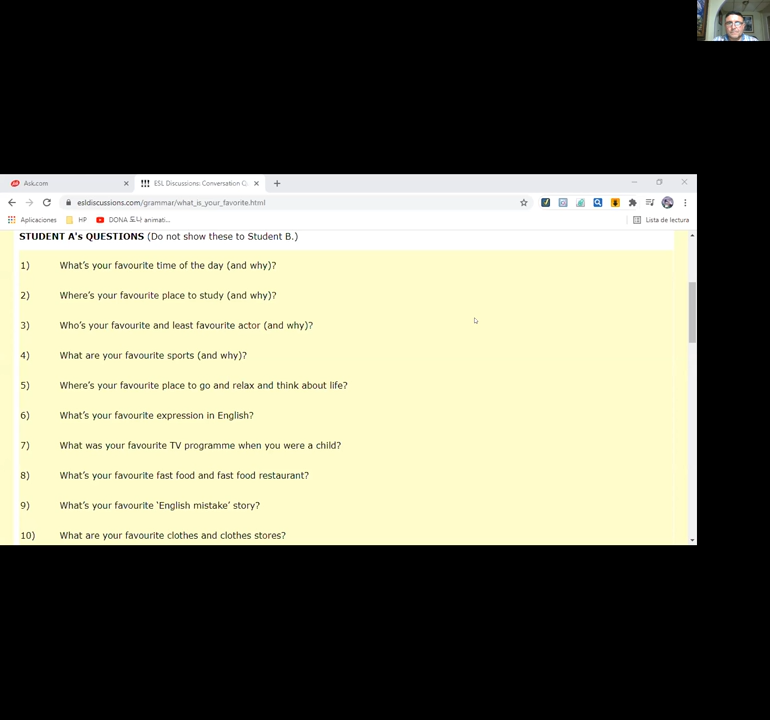 Ask.com
ESL Discussions: Conversation Q
esldiscussions.com/grammar/what_is_your_favorite.html
Aplicaciones
HP
DONA 도나 animati...
Lista de lectura
STUDENT A's QUESTIONS (Do not show these to Student B.)
1) What's your favourite time of the day (and why)?
2) Where's your favourite place to study (and why)?
3) Who's your favourite and least favourite actor (and why)?
4) What are your favourite sports (and why)?
5) Where's your favourite place to go and relax and think about life?
6) What's your favourite expression in English?
7) What was your favourite TV programme when you were a child?
8) What's your favourite fast food and fast food restaurant?
9) What's your favourite ‘English mistake’ story?
10) What are your favourite clothes and clothes stores?